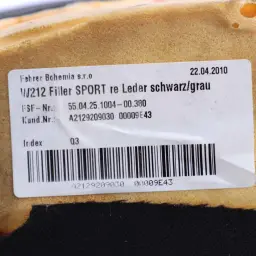 Fehrer Bohemia s.r.o
22.04.2010
W212 Filler SPORT re Leder schwarz/grau
FSF-Nr.: 55.04.25.1004-00.380
Kund.Nr.: A2129209030 00009E43
Index 03
A2129209030 00009E43